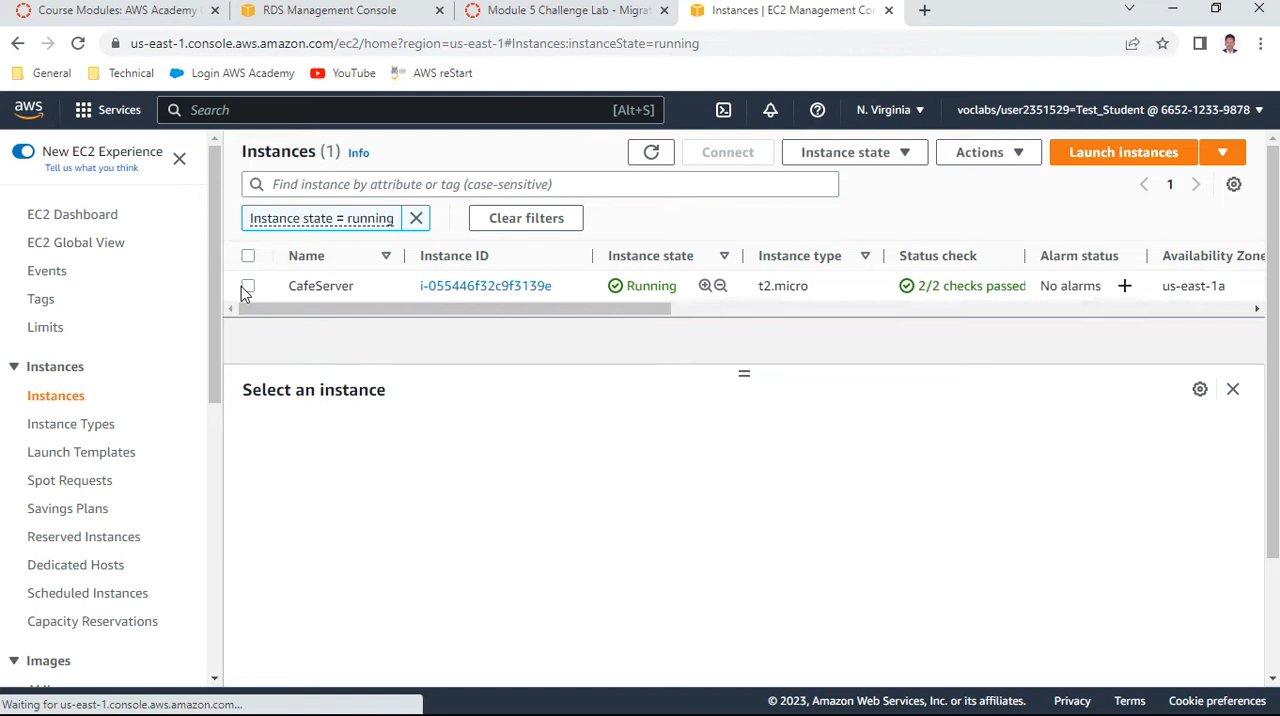 Course Modules: AWS Academy
RDS Management Console
Module 5 Challenge Lab - Migrat
Instances | EC2 Management Con
us-east-1.console.aws.amazon.com/ec2/home?region=us-east-1#Instances:instanceState=running
General
Technical
Login AWS Academy
YouTube
AWS reStart
aws
Services
Search
[Alt+S]
N. Virginia
voclabs/user2351529=Test_Student @ 6652-1233-9878
New EC2 Experience
Tell us what you think
EC2 Dashboard
EC2 Global View
Events
Tags
Limits
Instances
Instances
Instance Types
Launch Templates
Spot Requests
Savings Plans
Reserved Instances
Dedicated Hosts
Scheduled Instances
Capacity Reservations
Images
Instances (1) Info
Connect
Instance state
Actions
Launch instances
Find instance by attribute or tag (case-sensitive)
1
Instance state = running
Clear filters
Name Instance ID Instance state Instance type Status check Alarm status Availability Zone
CafeServer i-055446f32c9f3139e Running t2.micro 2/2 checks passed No alarms + us-east-1a
Select an instance
Waiting for us-east-1.console.aws.amazon.com...
© 2023, Amazon Web Services, Inc. or its affiliates. Privacy Terms Cookie preferences